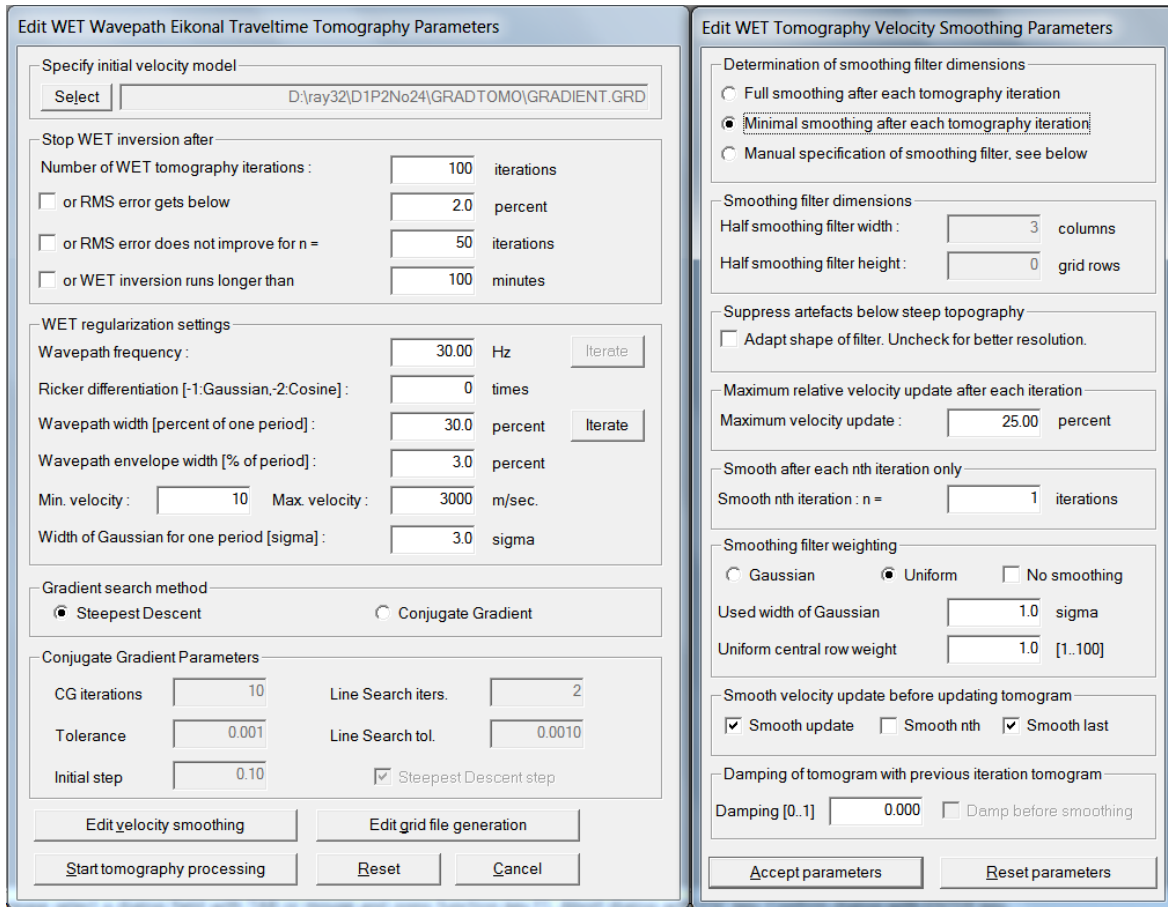 Edit WET Wavepath Eikonal Traveltime Tomography Parameters
Specify initial velocity model
Select D:\ray32\D1P2No24\GRADTOMO\GRADIENT.GRD
Stop WET inversion after
Number of WET tomography iterations : 100 iterations
or RMS error gets below 2.0 percent
or RMS error does not improve for n = 50 iterations
or WET inversion runs longer than 100 minutes
WET regularization settings
Wavepath frequency : 30.00 Hz Iterate
Ricker differentiation [-1:Gaussian,-2:Cosine] : 0 times
Wavepath width [percent of one period] : 30.0 percent Iterate
Wavepath envelope width [% of period] : 3.0 percent
Min. velocity : 10 Max. velocity : 3000 m/sec.
Width of Gaussian for one period [sigma] : 3.0 sigma
Gradient search method
Steepest Descent Conjugate Gradient
Conjugate Gradient Parameters
CG iterations 10 Line Search iters. 2
Tolerance 0.001 Line Search tol. 0.0010
Initial step 0.10 Steepest Descent step
Edit velocity smoothing Edit grid file generation
Start tomography processing Reset Cancel
Edit WET Tomography Velocity Smoothing Parameters
Determination of smoothing filter dimensions
Full smoothing after each tomography iteration
Minimal smoothing after each tomography iteration
Manual specification of smoothing filter, see below
Smoothing filter dimensions
Half smoothing filter width : 3 columns
Half smoothing filter height : 0 grid rows
Suppress artefacts below steep topography
Adapt shape of filter. Uncheck for better resolution.
Maximum relative velocity update after each iteration
Maximum velocity update : 25.00 percent
Smooth after each nth iteration only
Smooth nth iteration : n = 1 iterations
Smoothing filter weighting
Gaussian Uniform No smoothing
Used width of Gaussian 1.0 sigma
Uniform central row weight 1.0 [1..100]
Smooth velocity update before updating tomogram
Smooth update Smooth nth Smooth last
Damping of tomogram with previous iteration tomogram
Damping [0..1] 0.000 Damp before smoothing
Accept parameters Reset parameters